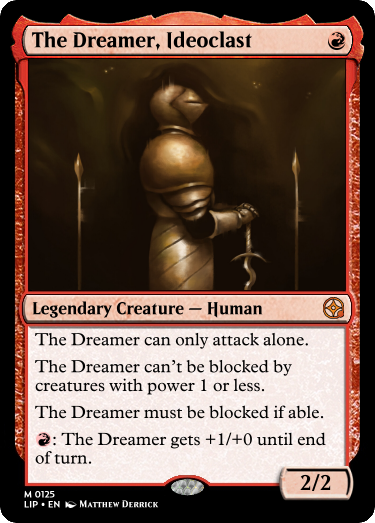 The Dreamer, Ideoclast
Legendary Creature — Human
The Dreamer can only attack alone.
The Dreamer can't be blocked by
creatures with power 1 or less.
The Dreamer must be blocked if able.
: The Dreamer gets +1/+0 until end
of turn.
2/2
M 0125
LIP • EN Matthew Derrick